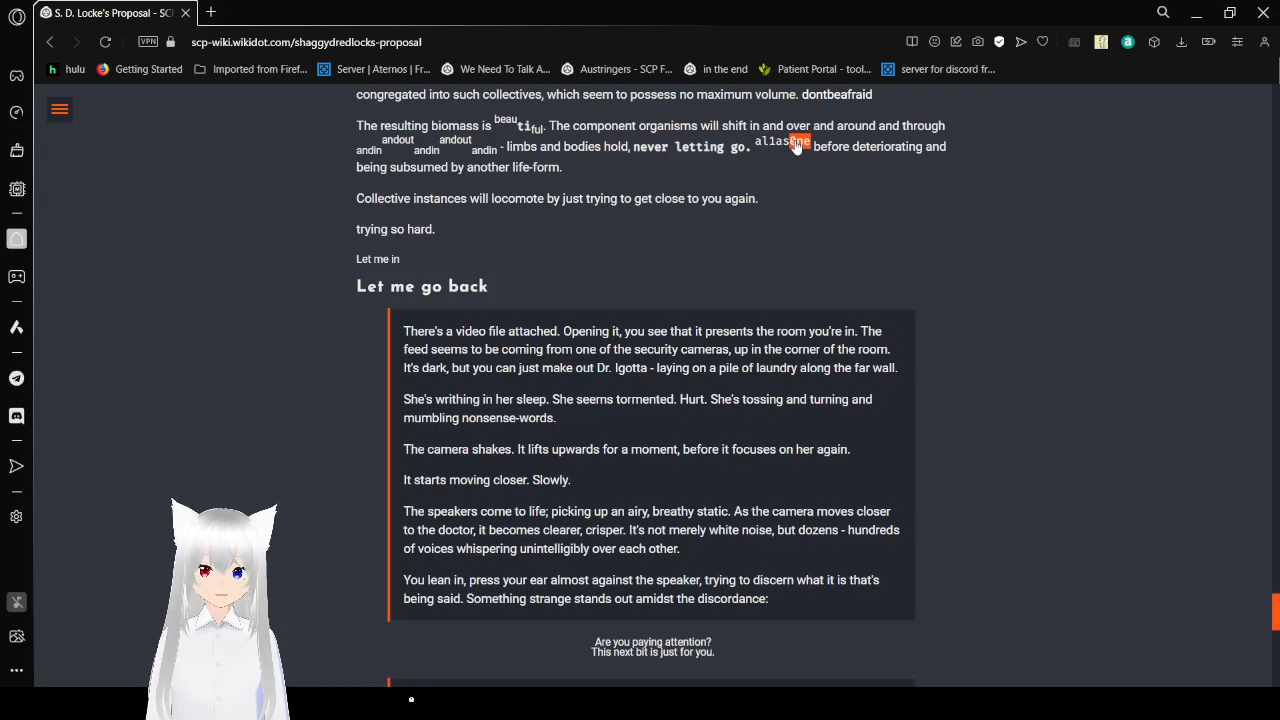 S. D. Locke's Proposal - SC
scp-wiki.wikidot.com/shaggydredlocks-proposal
VPN
hulu
Getting Started
Imported from Firef...
Server | Aternos | Fr...
We Need To Talk A...
Austringers - SCP F...
in the end
Patient Portal - tool...
server for discord fr...
congregated into such collectives, which seem to possess no maximum volume. dontbeafraid
The resulting biomass is beautiful. The component organisms will shift in and over and around and through
andin andout andin andout andin - limbs and bodies hold, never letting go. al1as0ne before deteriorating and
being subsumed by another life-form.
Collective instances will locomote by just trying to get close to you again.
trying so hard.
Let me in
Let me go back
There's a video file attached. Opening it, you see that it presents the room you're in. The
feed seems to be coming from one of the security cameras, up in the corner of the room.
It's dark, but you can just make out Dr. Igotta - laying on a pile of laundry along the far wall.
She's writhing in her sleep. She seems tormented. Hurt. She's tossing and turning and
mumbling nonsense-words.
The camera shakes. It lifts upwards for a moment, before it focuses on her again.
It starts moving closer. Slowly.
The speakers come to life; picking up an airy, breathy static. As the camera moves closer
to the doctor, it becomes clearer, crisper. It's not merely white noise, but dozens - hundreds
of voices whispering unintelligibly over each other.
You lean in, press your ear almost against the speaker, trying to discern what it is that's
being said. Something strange stands out amidst the discordance:
Are you paying attention?
This next bit is just for you.